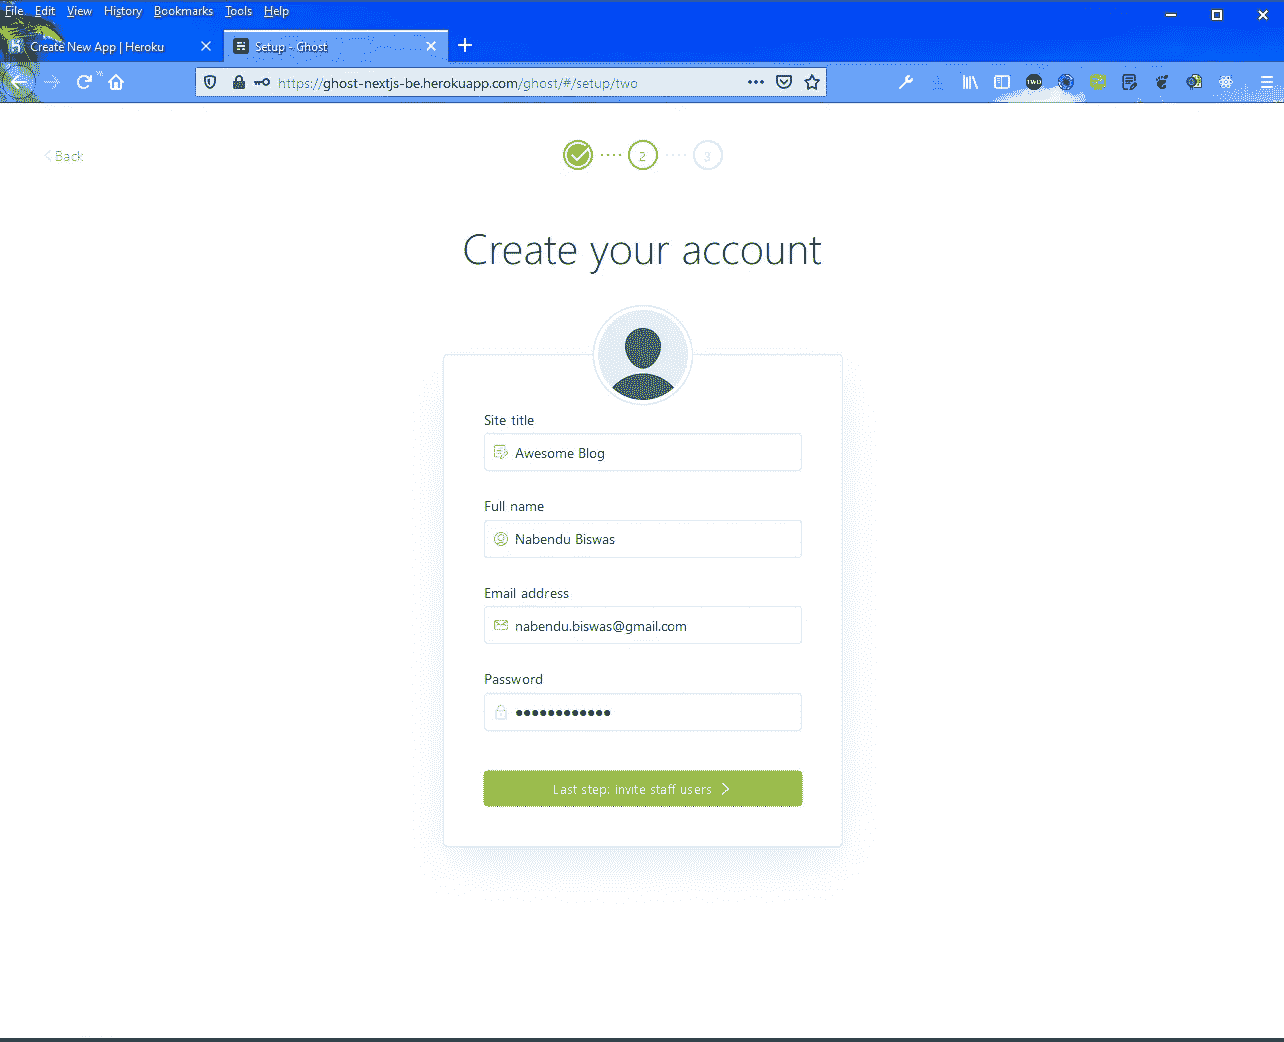 File Edit View History Bookmarks Tools Help
Create New App | Heroku
Setup - Ghost
https://ghost-nextjs-be.herokuapp.com/ghost/#/setup/two
TWD
Back
2
3
Create your account
Site title
Awesome Blog
Full name
Nabendu Biswas
Email address
nabendu.biswas@gmail.com
Password
Last step: invite staff users